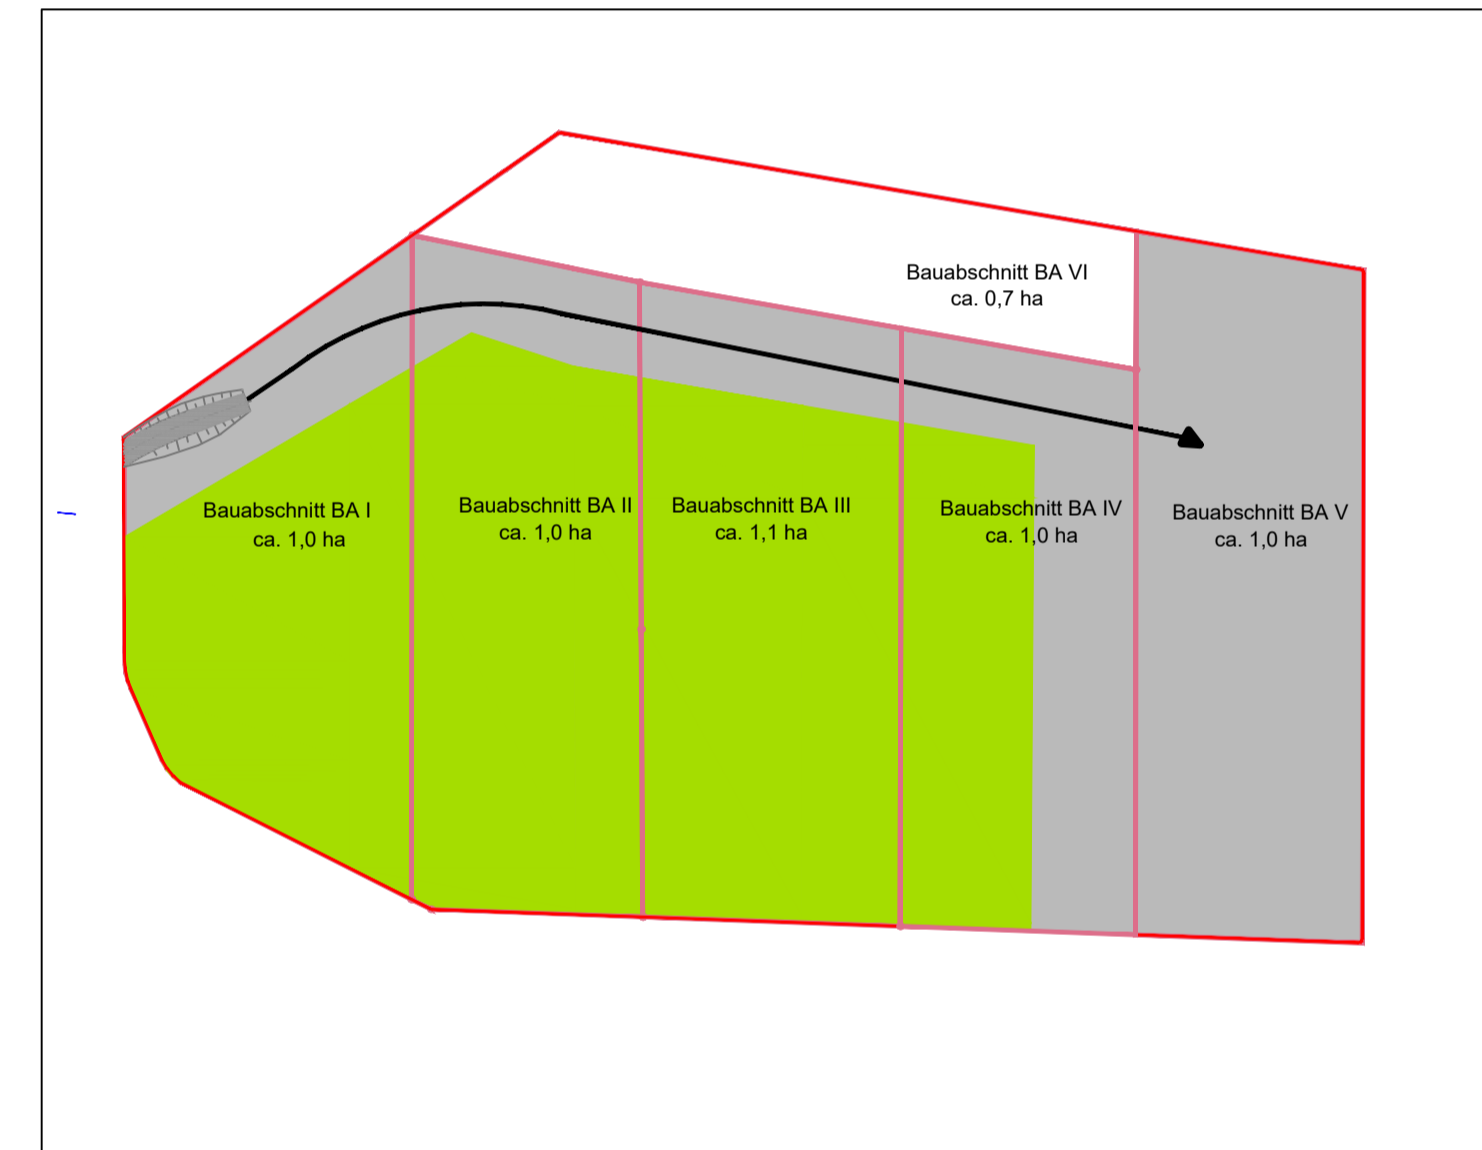 Bauabschnitt BA VI
ca. 0,7 ha
Bauabschnitt BA I
ca. 1,0 ha
Bauabschnitt BA II
ca. 1,0 ha
Bauabschnitt BA III
ca. 1,1 ha
Bauabschnitt BA IV
ca. 1,0 ha
Bauabschnitt BA V
ca. 1,0 ha